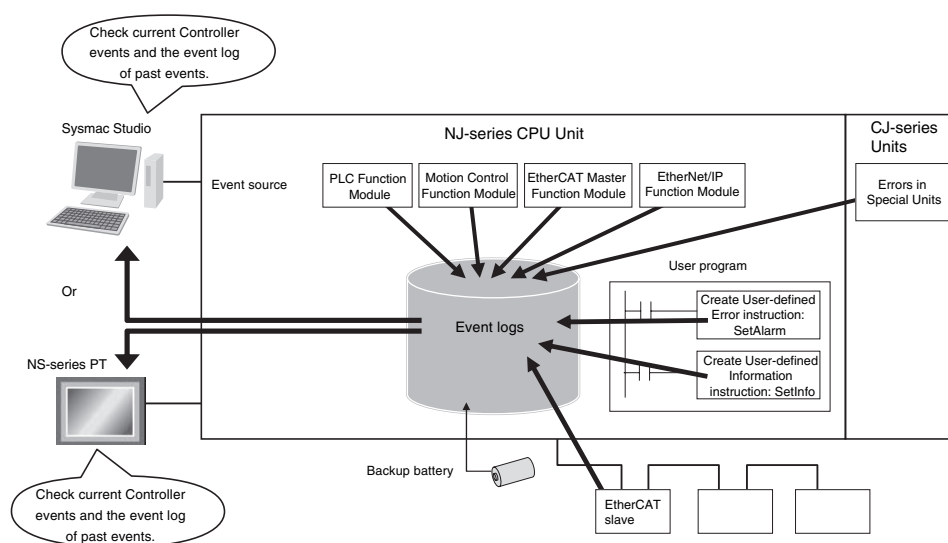 Check current Controller
events and the event log
of past events.
Sysmac Studio
NJ-series CPU Unit
CJ-series
Units
Event source
PLC Function
Module
Motion Control
Function Module
EtherCAT Master
Function Module
EtherNet/IP
Function Module
Errors in
Special Units
User program
Or
Event logs
Create User-defined
Error instruction:
SetAlarm
Create User-defined
Information
instruction: SetInfo
NS-series PT
Backup battery
Check current Controller
events and the event log
of past events.
EtherCAT
slave